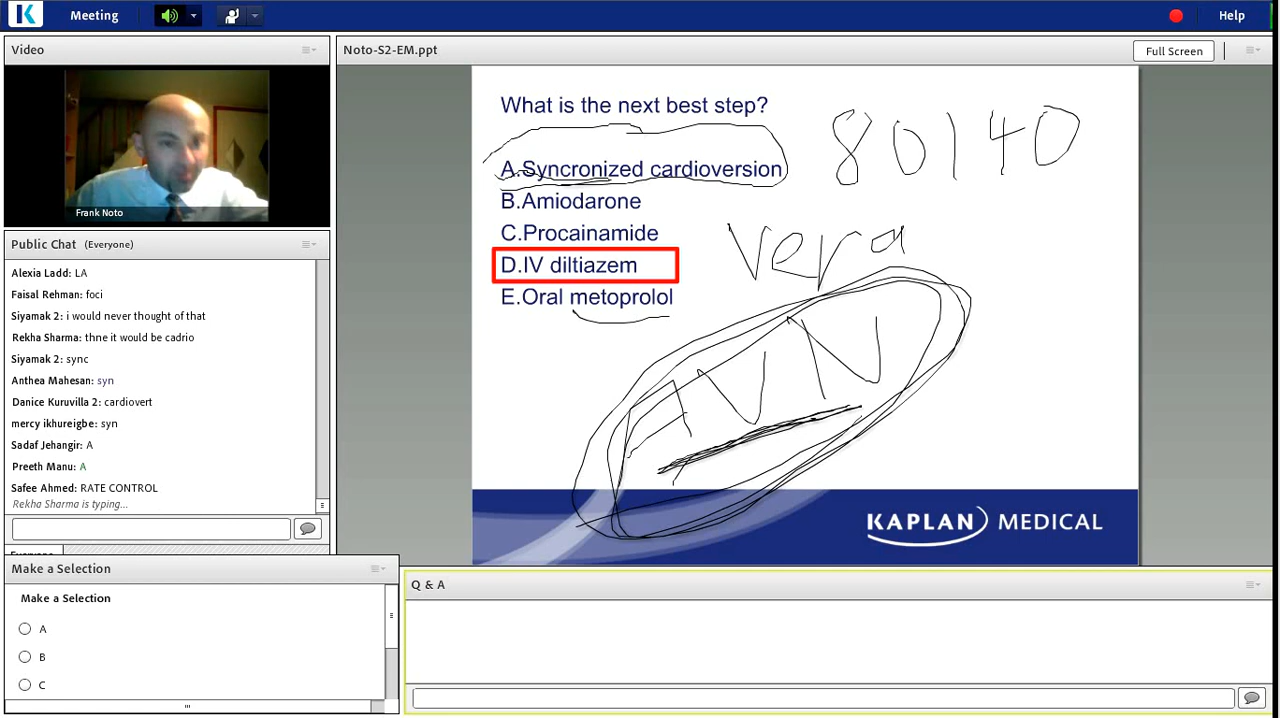 K Meeting Help
Video
Frank Noto
Public Chat (Everyone)
Alexia Ladd: LA
Faisal Rehman: foci
Siyamak 2: i would never thought of that
Rekha Sharma: thne it would be cadrio
Siyamak 2: sync
Anthea Mahesan: syn
Danice Kuruvilla 2: cardiovert
mercy ikhureigbe: syn
Sadaf Jehangir: A
Preeth Manu: A
Safee Ahmed: RATE CONTROL
Rekha Sharma is typing...
Everyone
Make a Selection
Make a Selection
A
B
C
Noto-S2-EM.ppt
Full Screen
What is the next best step?
A.Syncronized cardioversion
B.Amiodarone
C.Procainamide
D.IV diltiazem
E.Oral metoprolol
80140
vera
KAPLAN MEDICAL
Q & A